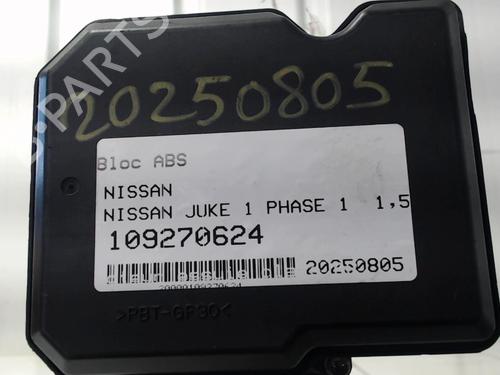 20250805
Bloc ABS
NISSAN
NISSAN JUKE 1 PHASE 1 1,5
109270624
20250805
>PBT-GF30<